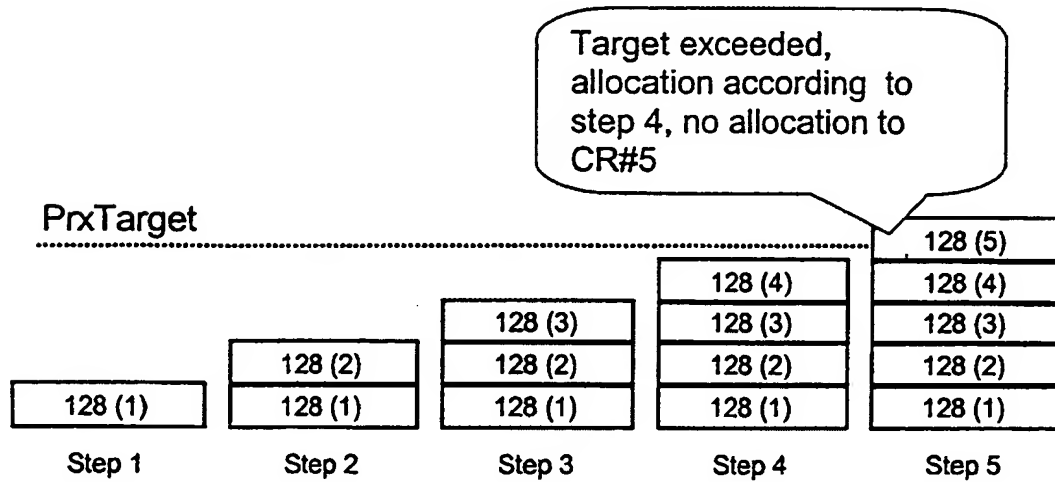 Target exceeded,
allocation according to
step 4, no allocation to
CR#5
PrxTarget
128 (5)
128 (4) 128 (4)
128 (3) 128 (3) 128 (3)
128 (2) 128 (2) 128 (2) 128 (2)
128 (1) 128 (1) 128 (1) 128 (1) 128 (1)
Step 1 Step 2 Step 3 Step 4 Step 5